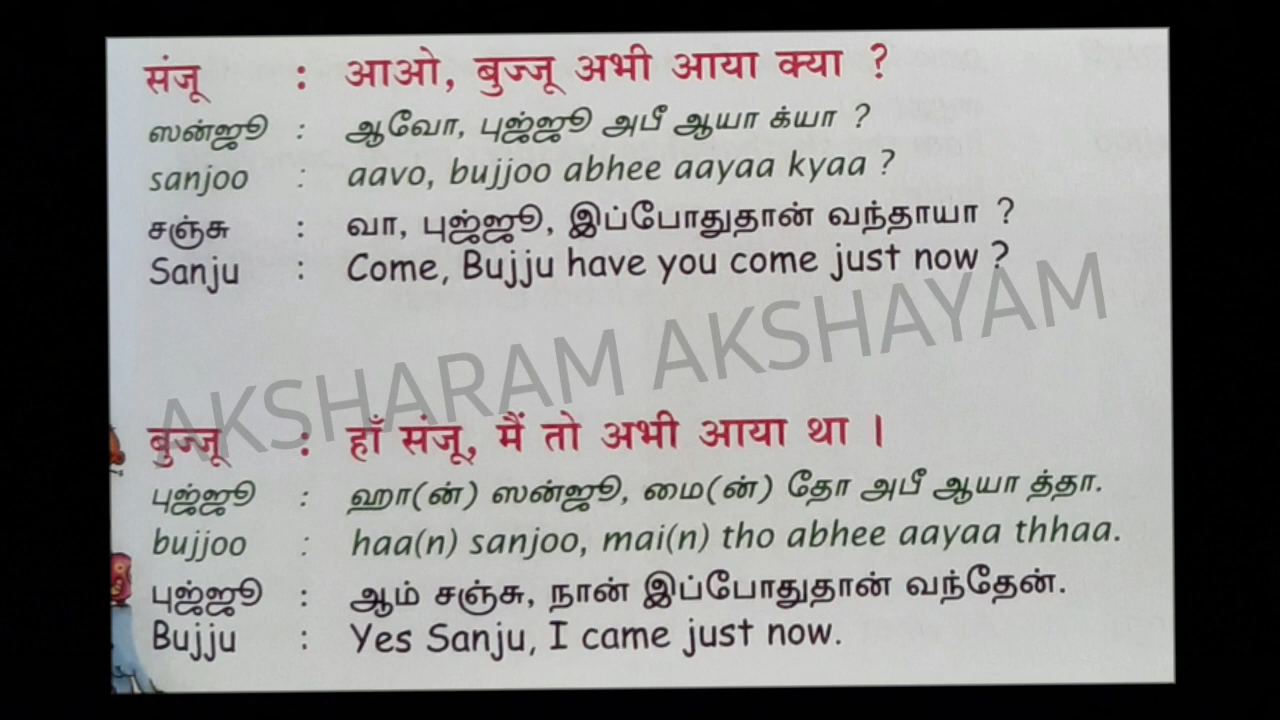 संजू : आओ, बुज्जू अभी आया क्या ?
ஸன்ஜூ : ஆவோ, புஜ்ஜூ அபீ ஆயா க்யா ?
sanjoo : aavo, bujjoo abhee aayaa kyaa ?
சஞ்சு : வா, புஜ்ஜூ, இப்போதுதான் வந்தாயா ?
Sanju : Come, Bujju have you come just now ?
AKSHARAM AKSHAYAM
बुज्जू : हाँ संजू, मैं तो अभी आया था ।
புஜ்ஜூ : ஹா(ன்) ஸன்ஜூ, மை(ன்) தோ அபீ ஆயா த்தா.
bujjoo : haa(n) sanjoo, mai(n) tho abhee aayaa thhaa.
புஜ்ஜூ : ஆம் சஞ்சு, நான் இப்போதுதான் வந்தேன்.
Bujju : Yes Sanju, I came just now.